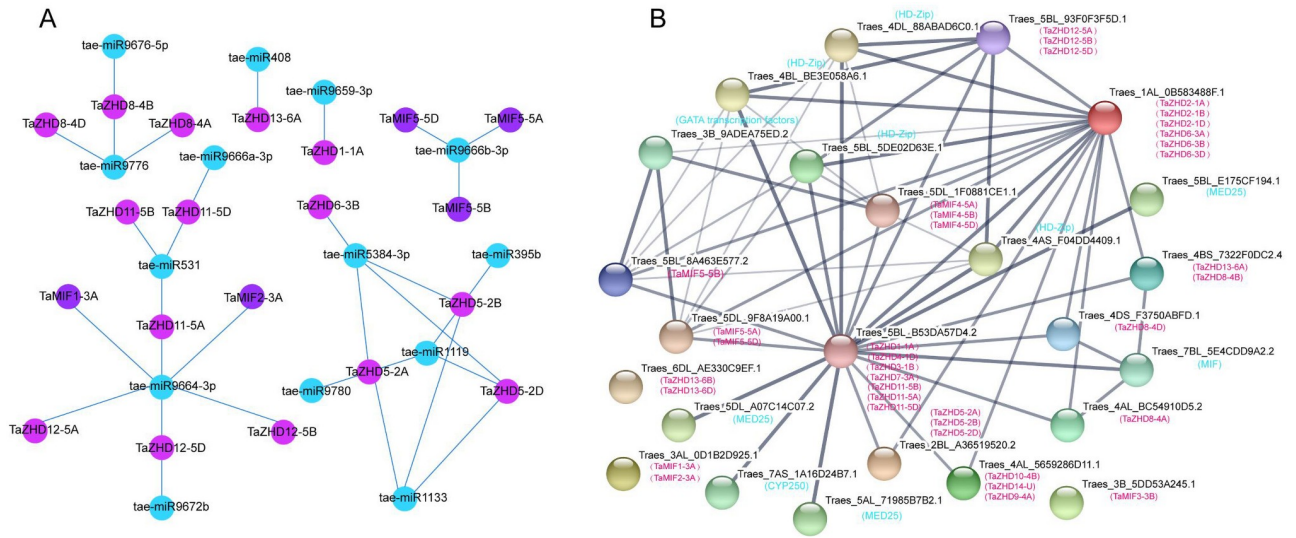 A
tae-miR9676-5p
tae-miR408
TaZHD8-4B
tae-miR9659-3p
TaZHD8-4D
TaZHD8-4A
TaZHD13-6A
TaMIF5-5D
TaMIF5-5A
tae-miR9776
tae-miR9666a-3p
TaZHD1-1A
tae-miR9666b-3p
TaZHD11-5B
TaZHD11-5D
TaZHD6-3B
TaMIF5-5B
tae-miR531
tae-miR5384-3p
tae-miR395b
TaMIF1-3A
TaMIF2-3A
TaZHD5-2B
TaZHD11-5A
tae-miR1119
TaZHD5-2A
tae-miR9664-3p
tae-miR9780
TaZHD5-2D
TaZHD12-5A
TaZHD12-5D
TaZHD12-5B
tae-miR9672b
tae-miR1133
B
(HD-Zip)
Traes_4DL_88ABAD6C0.1
Traes_5BL_93F0F3F5D.1
(TaZHD12-5A)
(TaZHD12-5B)
(TaZHD12-5D)
(HD-Zip)
Traes_4BL_BE3E058A6.1
Traes_1AL_0B583488F.1
(TaZHD2-1A)
(TaZHD2-1B)
(TaZHD2-1D)
(TaZHD6-3A)
(TaZHD6-3B)
(TaZHD6-3D)
(GATA transcription factors)
Traes_3B_9ADEA75ED.2
(HD-Zip)
Traes_5BL_5DE02D63E.1
Traes_5DL_1F0881CE1.1
(TaMIF4-5A)
(TaMIF4-5B)
(TaMIF4-5D)
Traes_5BL_E175CF194.1
(MED25)
(HD-Zip)
Traes_4AS_F04DD4409.1
Traes_5BL_8A463E577.2
(TaMIF5-5B)
Traes_4BS_7322F0DC2.4
(TaZHD13-6A)
(TaZHD8-4B)
Traes_5DL_9F8A19A00.1
(TaMIF5-5A)
(TaMIF5-5D)
Traes_5BL_B53DA57D4.2
(TaZHD1-1A)
(TaZHD4-1D)
(TaZHD3-1B)
(TaZHD7-3A)
(TaZHD11-5B)
(TaZHD11-5A)
(TaZHD11-5D)
Traes_4DS_F3750ABFD.1
(TaZHD8-4D)
Traes_7BL_5E4CDD9A2.2
(MIF)
Traes_6DL_AE330C9EF.1
(TaZHD13-6B)
(TaZHD13-6D)
Traes_5DL_A07C14C07.2
(MED25)
(TaZHD5-2A)
(TaZHD5-2B)
(TaZHD5-2D)
Traes_2BL_A36519520.2
Traes_4AL_BC54910D5.2
(TaZHD8-4A)
Traes_3AL_0D1B2D925.1
(TaMIF1-3A)
(TaMIF2-3A)
Traes_7AS_1A16D24B7.1
(CYP250)
Traes_5AL_71985B7B2.1
(MED25)
Traes_4AL_5659286D11.1
(TaZHD10-4B)
(TaZHD14-U)
(TaZHD9-4A)
Traes_3B_5DD53A245.1
(TaMIF3-3B)